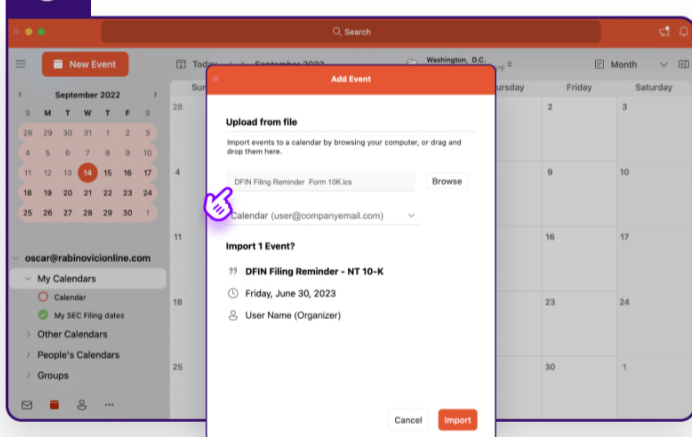 Search
New Event
September 2022
S M T W T F S
28 29 30 31 1 2 3
4 5 6 7 8 9 10
11 12 13 14 15 16 17
18 19 20 21 22 23 24
25 26 27 28 29 30 1
oscar@rabinovicionline.com
My Calendars
Calendar
My SEC Filing dates
Other Calendars
People's Calendars
Groups
Today September 2022 Washington, D.C. Month
Friday Saturday
28 2 3
4 9 10
11 16 17
18 23 24
25 30 1
Add Event
Upload from file
Import events to a calendar by browsing your computer, or drag and
drop them here.
DFIN Filing Reminder Form 10K.ics Browse
Calendar (user@companyemail.com)
Import 1 Event?
DFIN Filing Reminder - NT 10-K
Friday, June 30, 2023
User Name (Organizer)
Cancel Import